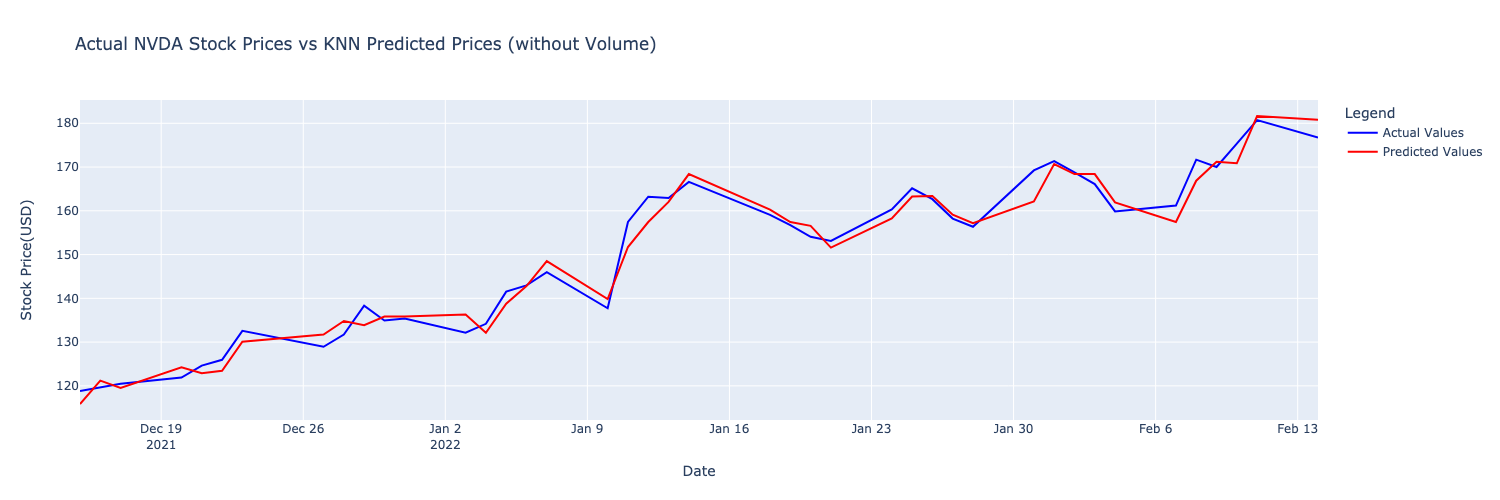 Actual NVDA Stock Prices vs KNN Predicted Prices (without Volume)
Legend
Actual Values
Predicted Values
Stock Price(USD)
180
170
160
150
140
130
120
Dec 19
2021
Dec 26
Jan 2
2022
Jan 9
Jan 16
Jan 23
Jan 30
Feb 6
Feb 13
Date